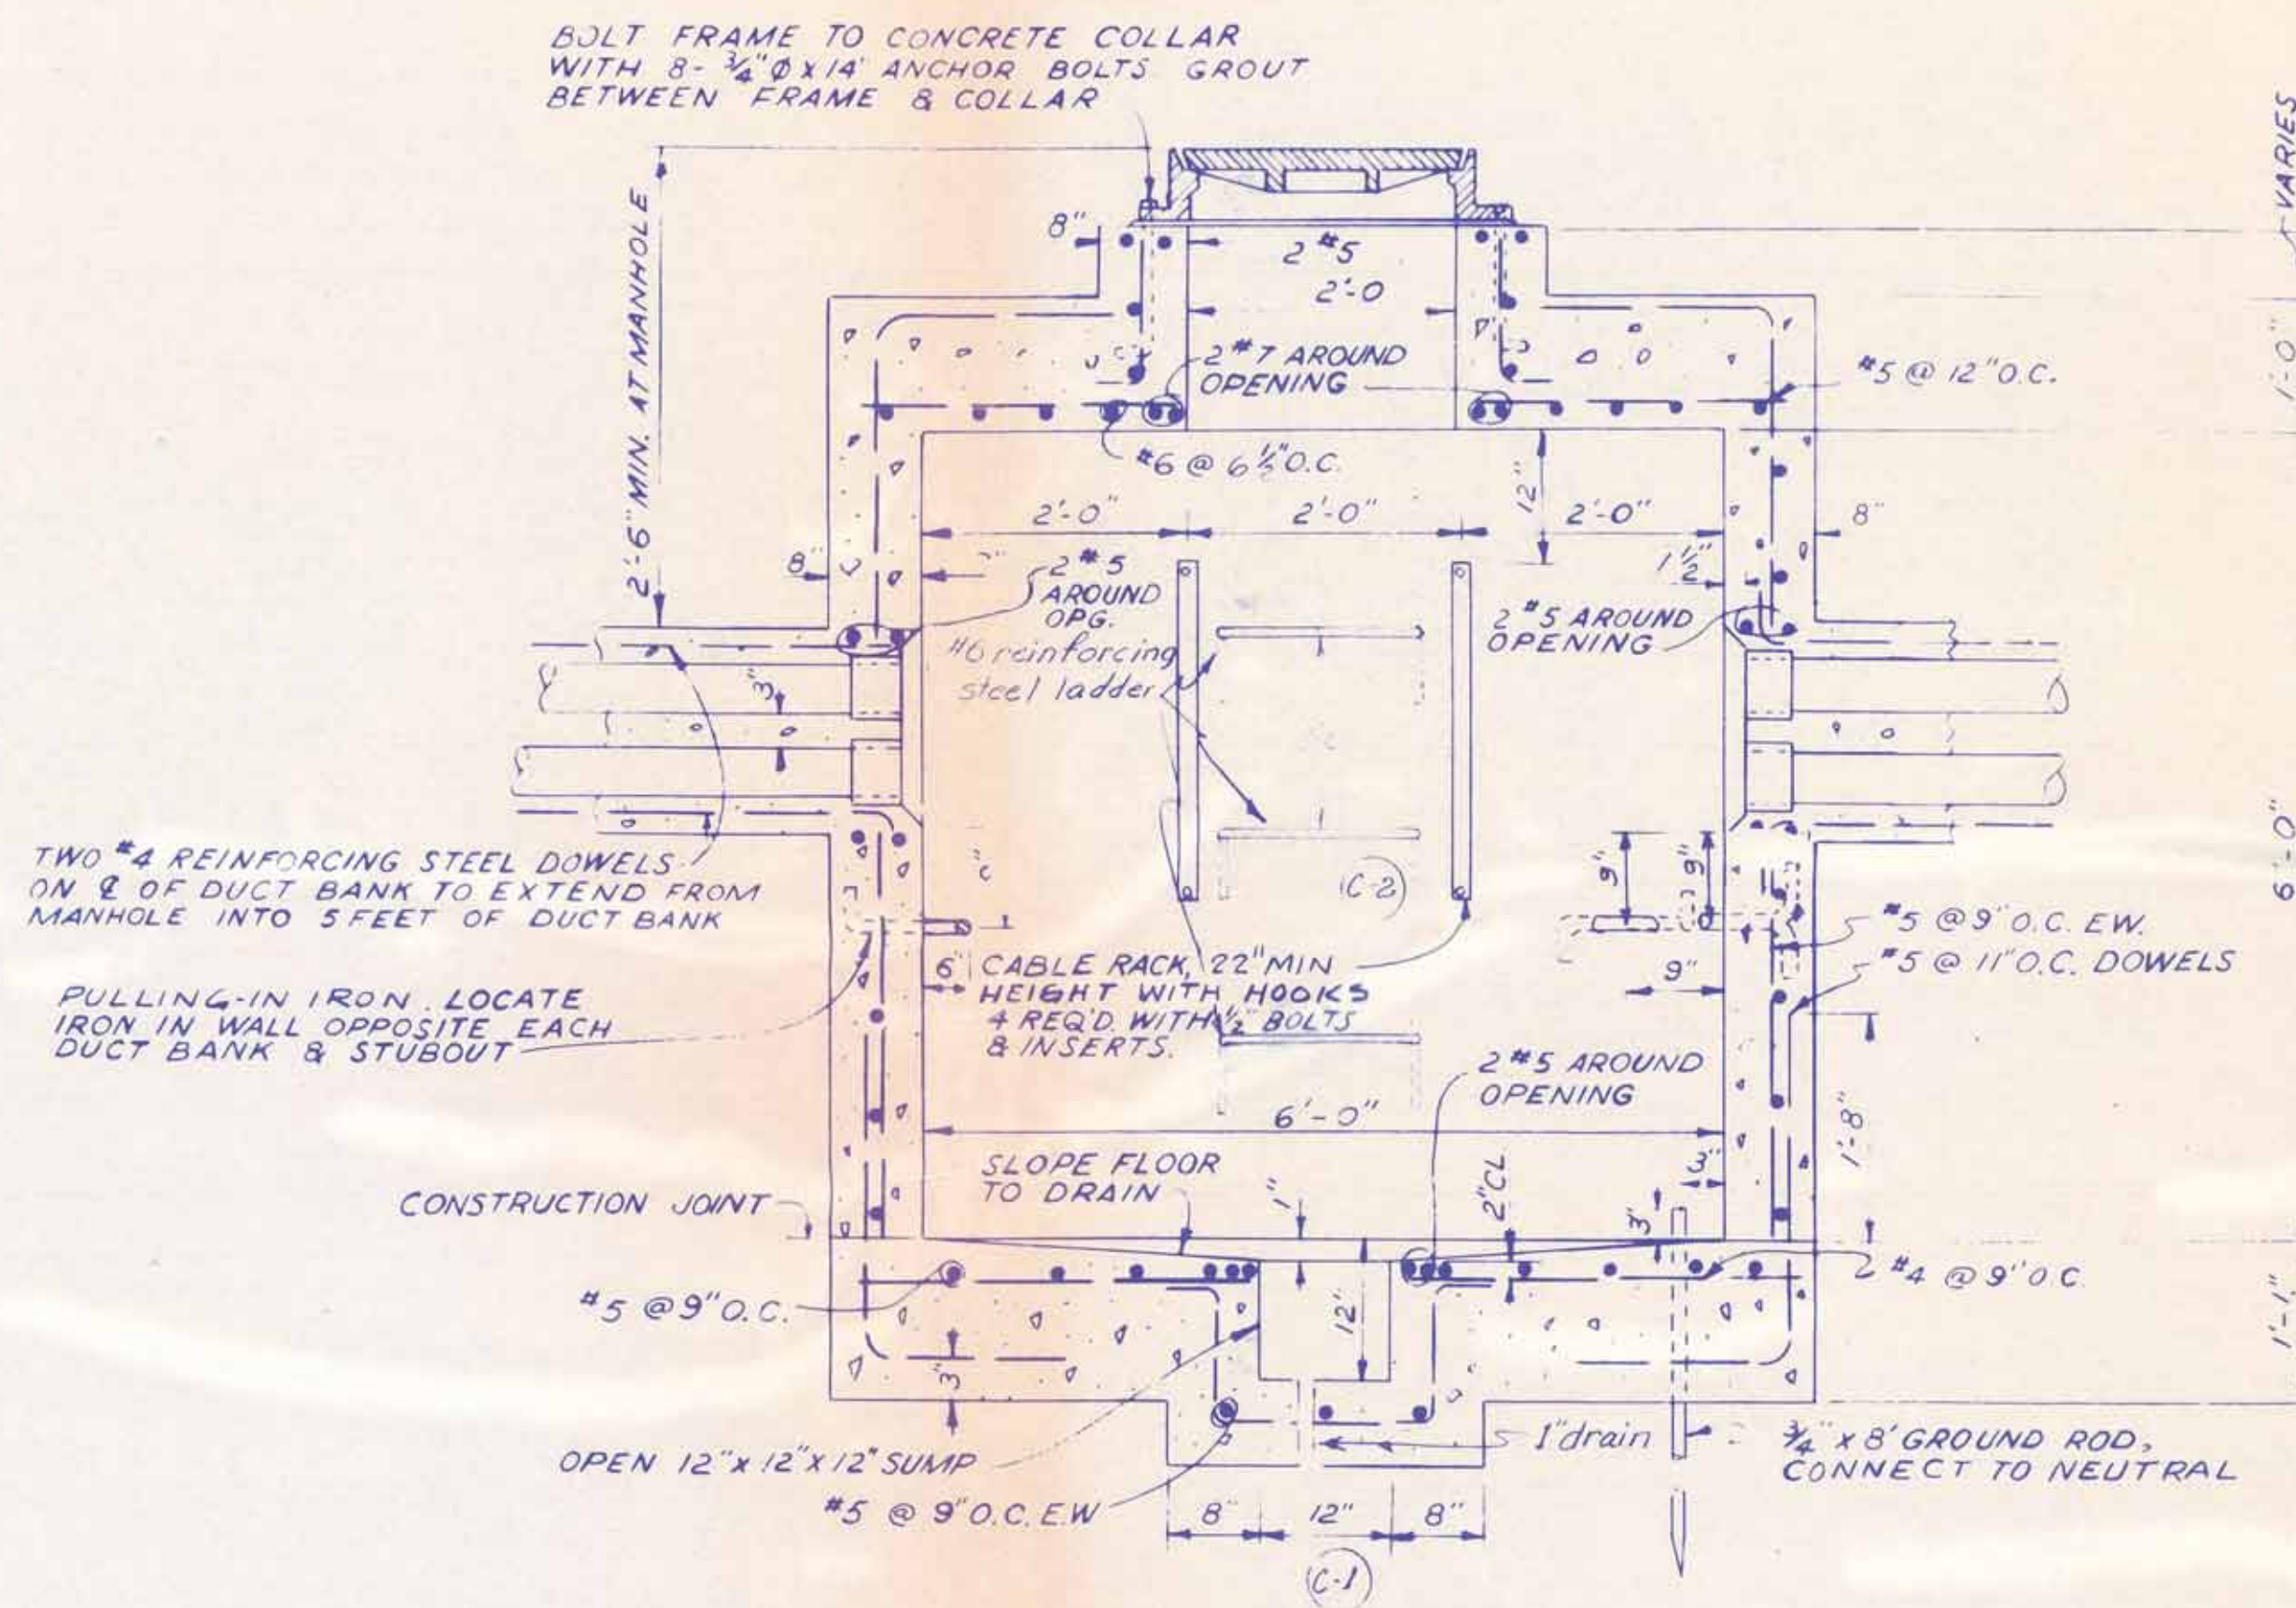 BOLT FRAME TO CONCRETE COLLAR
WITH 8- 3/4"Ø X 14' ANCHOR BOLTS GROUT
BETWEEN FRAME & COLLAR
VARIES
2'-6" MIN. AT MANHOLE
8"
2 #5
2'-0
1'-0"
2 #7 AROUND
OPENING
#5 @ 12" O.C.
#6 @ 6 1/2" O.C.
12"
2'-0"
2'-0"
2'-0"
8"
8"
2 #5
AROUND
OPG.
1 1/2"
2 #5 AROUND
OPENING
#6 reinforcing
steel ladder
3"
TWO #4 REINFORCING STEEL DOWELS
ON ℄ OF DUCT BANK TO EXTEND FROM
MANHOLE INTO 5 FEET OF DUCT BANK
9"
9"
C-2
6'-0"
#5 @ 9" O.C. EW.
#5 @ 11" O.C. DOWELS
6"
CABLE RACK, 22" MIN
HEIGHT WITH HOOKS
4 REQ'D. WITH 1/2" BOLTS
& INSERTS.
9"
PULLING-IN IRON. LOCATE
IRON IN WALL OPPOSITE EACH
DUCT BANK & STUBOUT
2 #5 AROUND
OPENING
6'-0"
1'-8"
SLOPE FLOOR
TO DRAIN
1"
2" CL
3"
3"
CONSTRUCTION JOINT
#4 @ 9" O.C.
#5 @ 9" O.C.
12"
1'-1"
3"
OPEN 12" x 12" x 12" SUMP
1" drain
3/4" X 8' GROUND ROD,
CONNECT TO NEUTRAL
#5 @ 9" O.C. E.W
8"
12"
8"
C-1